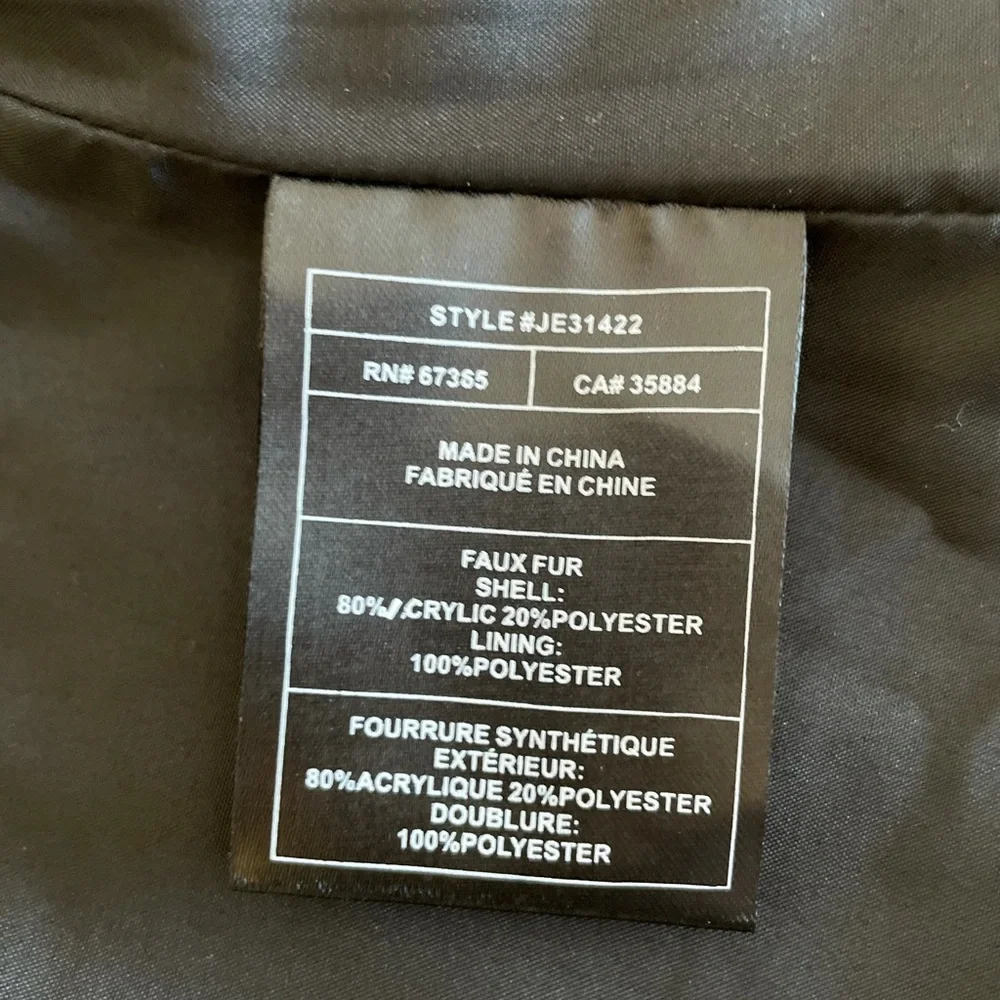 STYLE #JE31422
RN# 67365
CA# 35884
MADE IN CHINA
FABRIQUÉ EN CHINE
FAUX FUR
SHELL:
80%ACRYLIC 20%POLYESTER
LINING:
100%POLYESTER
FOURRURE SYNTHÉTIQUE
EXTÉRIEUR:
80%ACRYLIQUE 20%POLYESTER
DOUBLURE:
100%POLYESTER